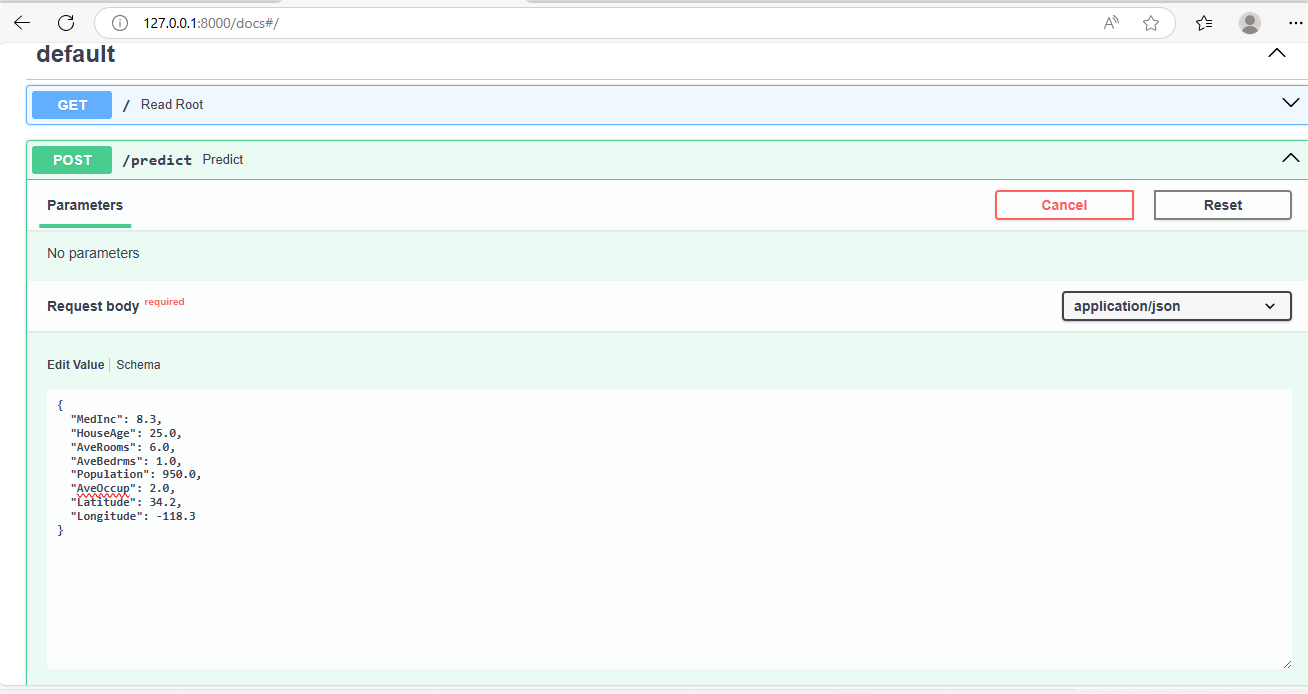 127.0.0.1:8000/docs#/
default
GET / Read Root
POST /predict Predict
Parameters
Cancel
Reset
No parameters
Request body required
application/json
Edit Value | Schema
{
  "MedInc": 8.3,
  "HouseAge": 25.0,
  "AveRooms": 6.0,
  "AveBedrms": 1.0,
  "Population": 950.0,
  "AveOccup": 2.0,
  "Latitude": 34.2,
  "Longitude": -118.3
}